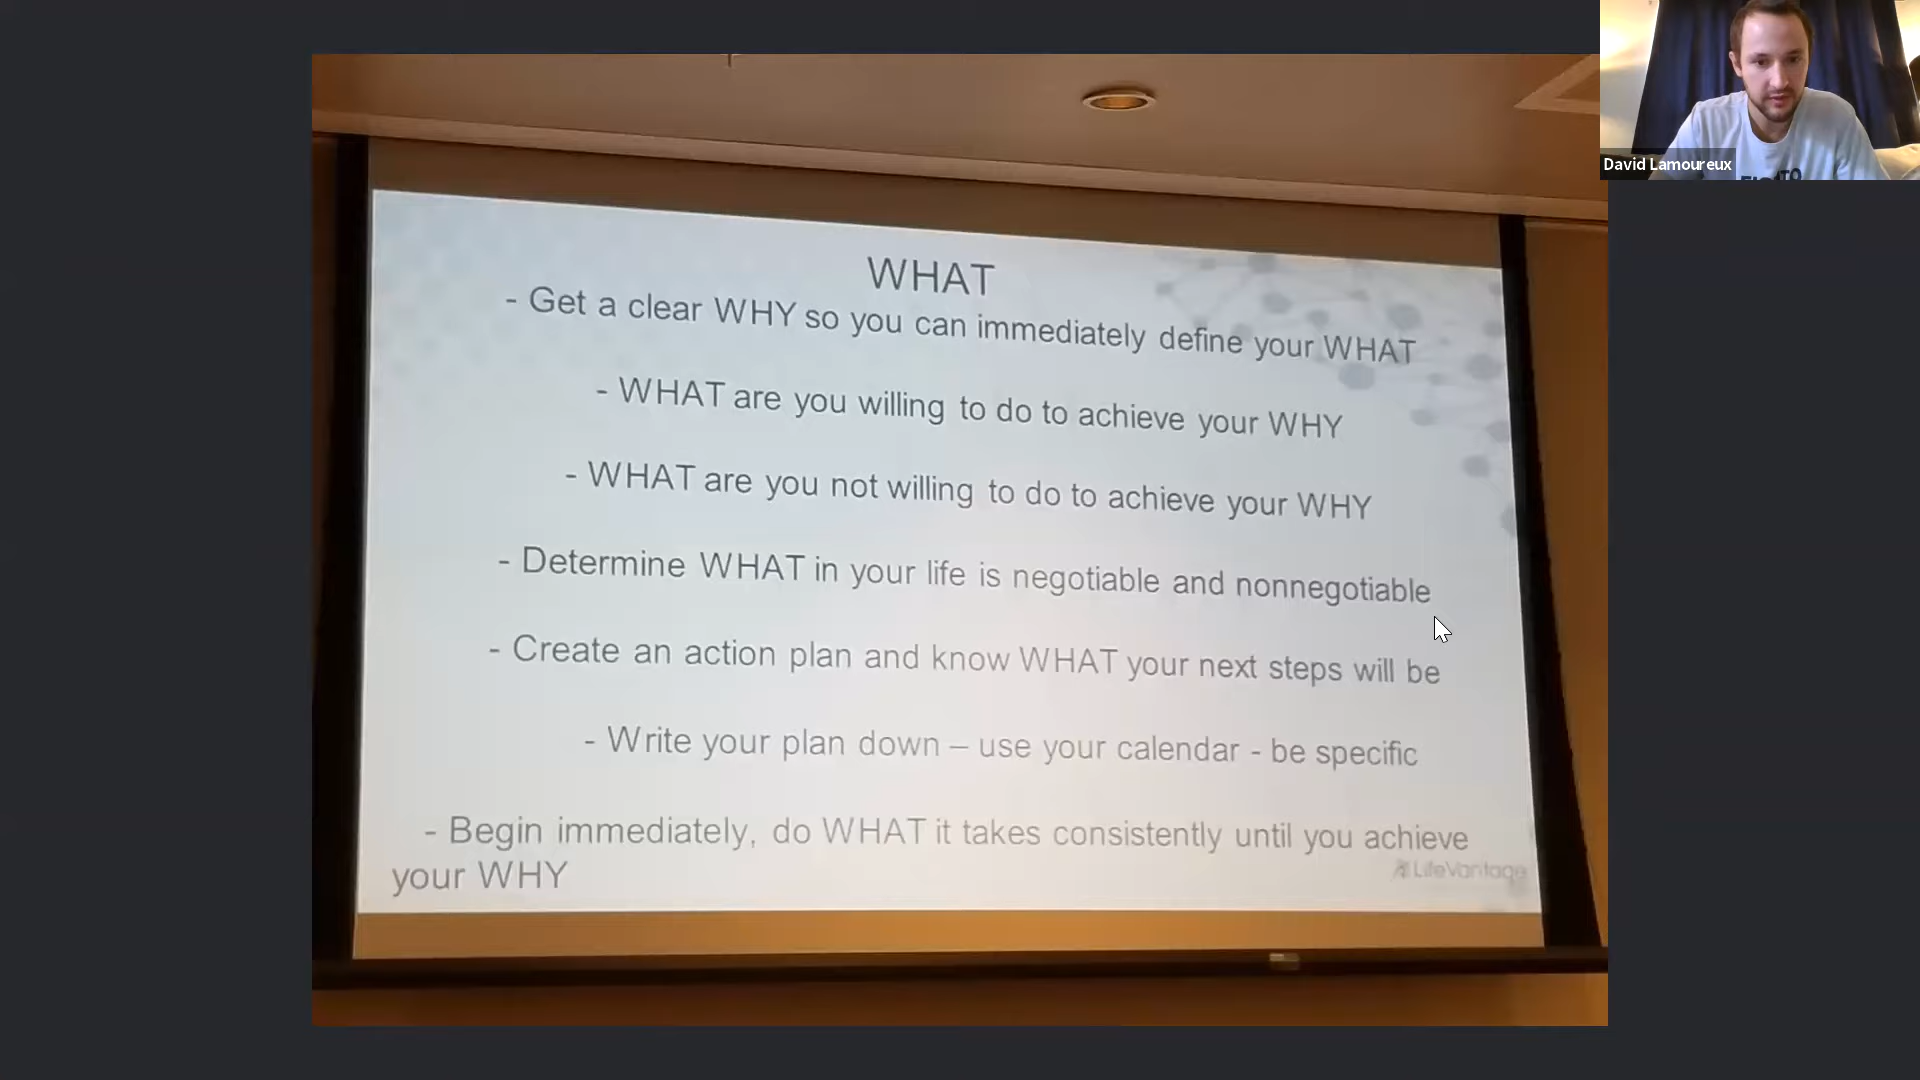 David Lamoureux
WHAT
- Get a clear WHY so you can immediately define your WHAT
- WHAT are you willing to do to achieve your WHY
- WHAT are you not willing to do to achieve your WHY
- Determine WHAT in your life is negotiable and nonnegotiable
- Create an action plan and know WHAT your next steps will be
- Write your plan down – use your calendar - be specific
- Begin immediately, do WHAT it takes consistently until you achieve
your WHY
LifeVantage